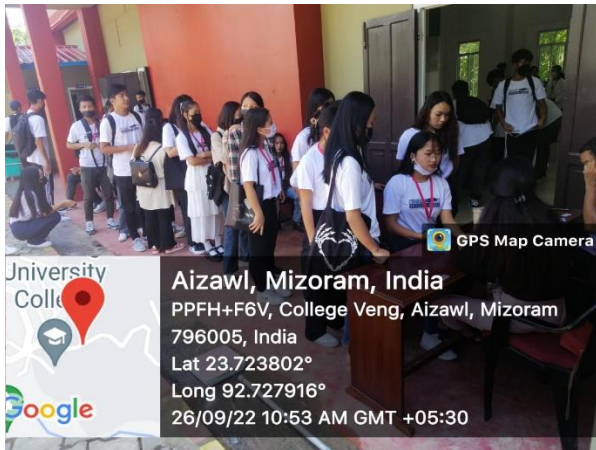 GPS Map Camera
University
Colle
Google
Aizawl, Mizoram, India
PPFH+F6V, College Veng, Aizawl, Mizoram
796005, India
Lat 23.723802°
Long 92.727916°
26/09/22 10:53 AM GMT +05:30